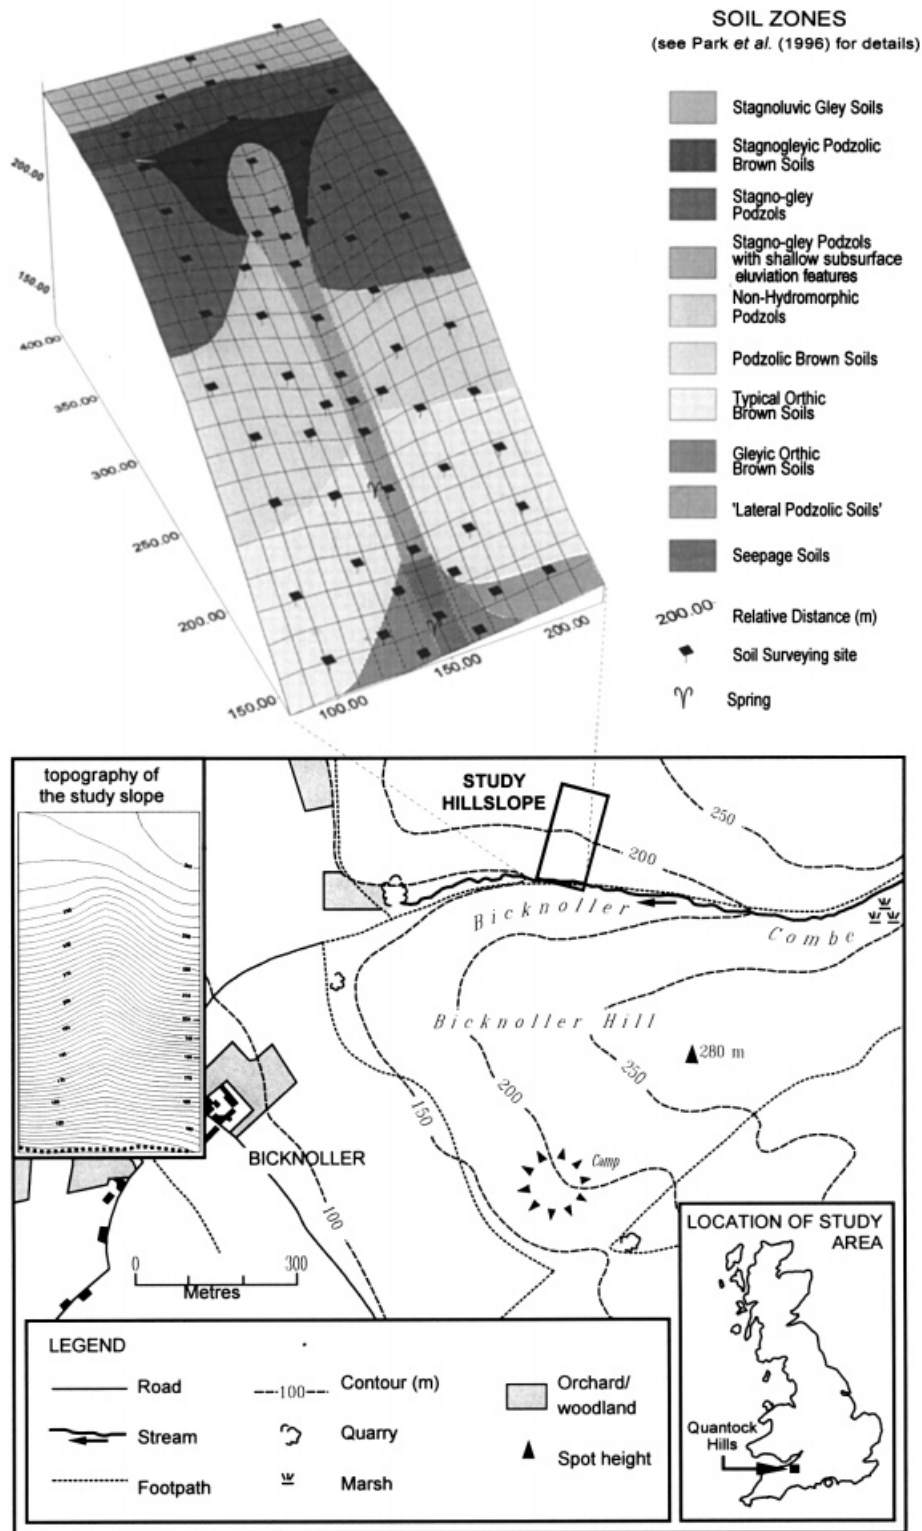 SOIL ZONES
(see Park et al. (1996) for details)
Stagnoluvic Gley Soils
Stagnogleyic Podzolic
Brown Soils
Stagno-gley
Podzols
Stagno-gley Podzols
with shallow subsurface
eluviation features
Non-Hydromorphic
Podzols
Podzolic Brown Soils
Typical Orthic
Brown Soils
Gleyic Orthic
Brown Soils
'Lateral Podzolic Soils'
Seepage Soils
200.00 Relative Distance (m)
Soil Surveying site
Spring
200.00
150.00
400.00
350.00
300.00
250.00
200.00
150.00
100.00
150.00
200.00
topography of
the study slope
STUDY
HILLSLOPE
250
200
Bicknoller
Combe
Bicknoller Hill
280 m
250
200
150
100
Camp
BICKNOLLER
0 300
Metres
LOCATION OF STUDY
AREA
Quantock
Hills
LEGEND
Road
Stream
Footpath
100 Contour (m)
Quarry
Marsh
Orchard/
woodland
Spot height